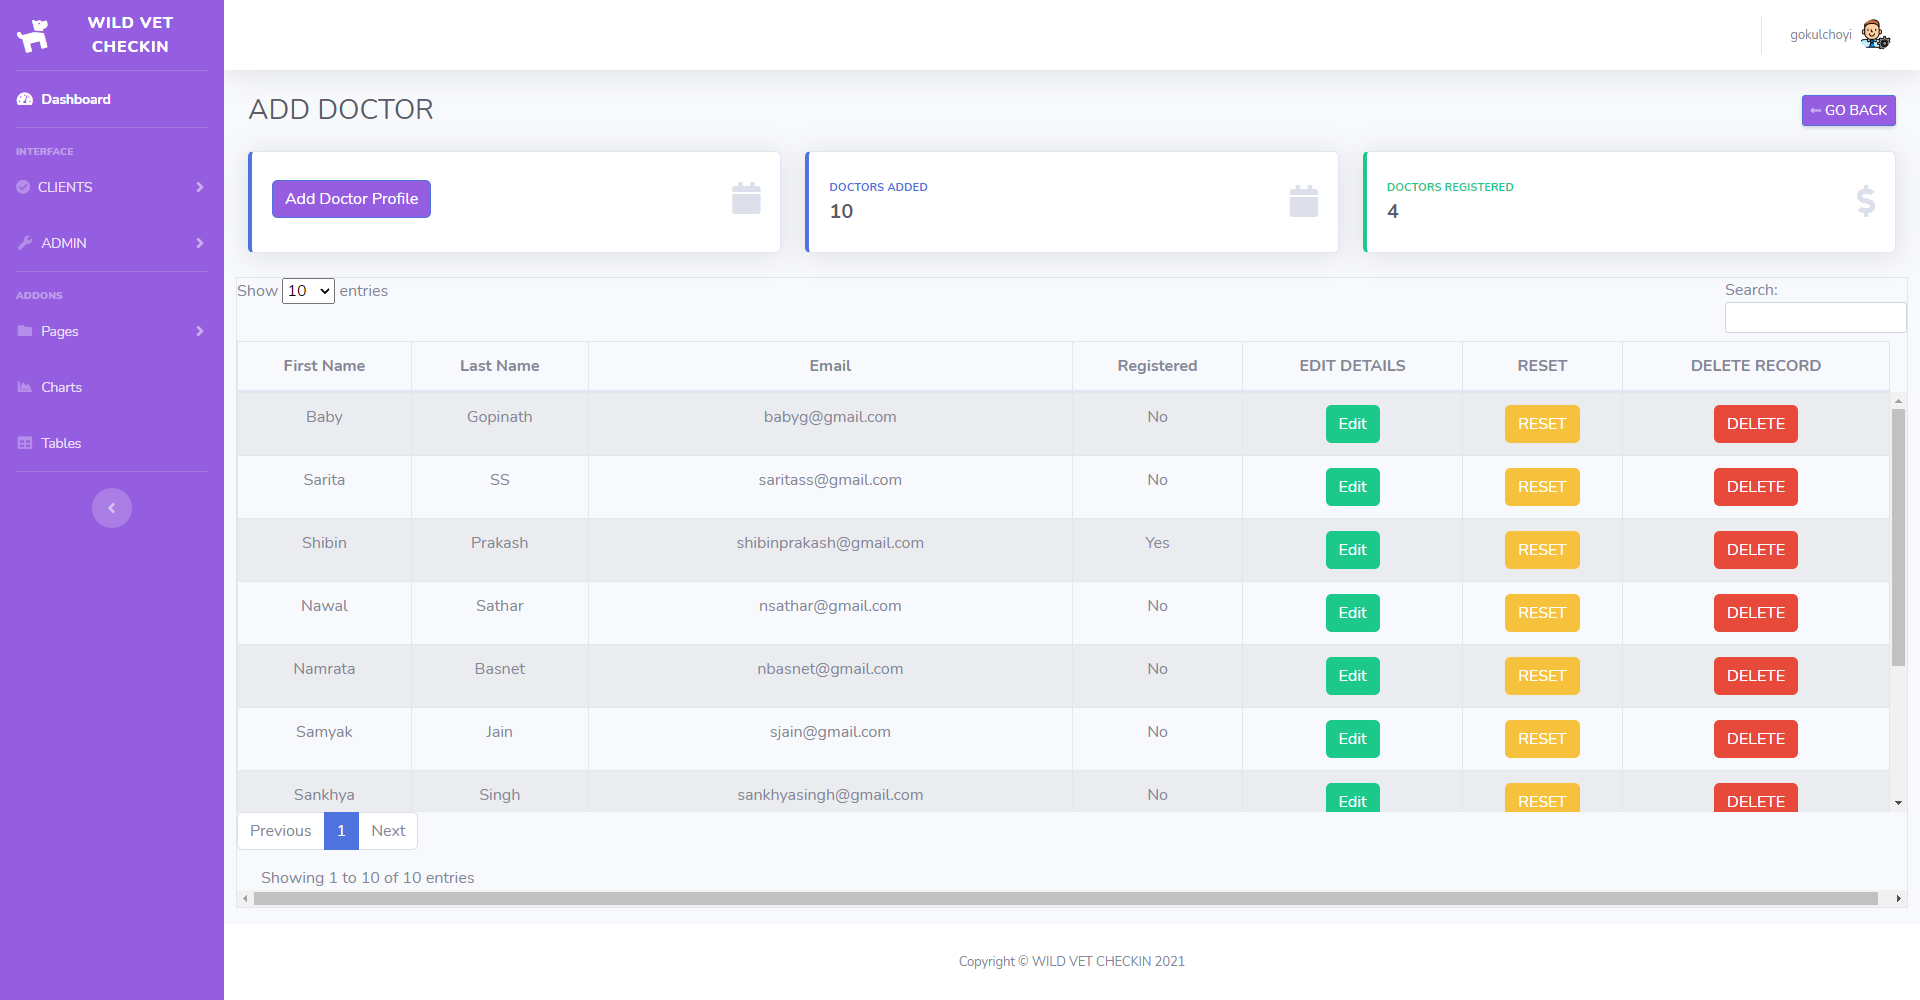 WILD VET
CHECKIN
gokulchoyi
Dashboard
INTERFACE
CLIENTS
ADMIN
ADDONS
Pages
Charts
Tables
ADD DOCTOR
GO BACK
Add Doctor Profile
DOCTORS ADDED
10
DOCTORS REGISTERED
4
Show 10 entries
Search:
First Name Last Name Email Registered EDIT DETAILS RESET DELETE RECORD
Baby Gopinath babyg@gmail.com No Edit RESET DELETE
Sarita SS saritass@gmail.com No Edit RESET DELETE
Shibin Prakash shibinprakash@gmail.com Yes Edit RESET DELETE
Nawal Sathar nsathar@gmail.com No Edit RESET DELETE
Namrata Basnet nbasnet@gmail.com No Edit RESET DELETE
Samyak Jain sjain@gmail.com No Edit RESET DELETE
Sankhya Singh sankhyasingh@gmail.com No Edit RESET DELETE
Previous 1 Next
Showing 1 to 10 of 10 entries
Copyright © WILD VET CHECKIN 2021